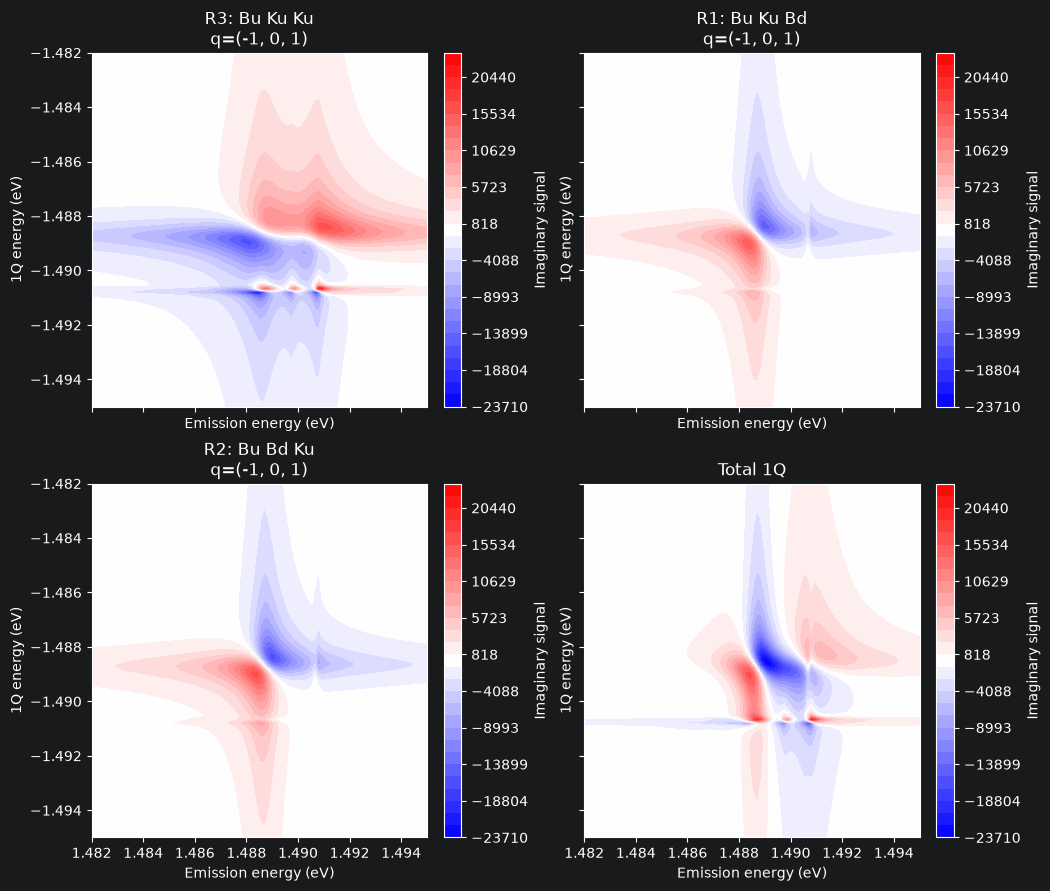 R3: Bu Ku Ku
q=(-1, 0, 1)
−1.482
−1.484
−1.486
−1.488
−1.490
−1.492
−1.494
1Q energy (eV)
Emission energy (eV)
20440
15534
10629
5723
818
−4088
−8993
−13899
−18804
−23710
Imaginary signal
R1: Bu Ku Bd
q=(-1, 0, 1)
1Q energy (eV)
Emission energy (eV)
20440
15534
10629
5723
818
−4088
−8993
−13899
−18804
−23710
Imaginary signal
R2: Bu Bd Ku
q=(-1, 0, 1)
−1.482
−1.484
−1.486
−1.488
−1.490
−1.492
−1.494
1Q energy (eV)
1.482 1.484 1.486 1.488 1.490 1.492 1.494
Emission energy (eV)
20440
15534
10629
5723
818
−4088
−8993
−13899
−18804
−23710
Imaginary signal
Total 1Q
1Q energy (eV)
1.482 1.484 1.486 1.488 1.490 1.492 1.494
Emission energy (eV)
20440
15534
10629
5723
818
−4088
−8993
−13899
−18804
−23710
Imaginary signal